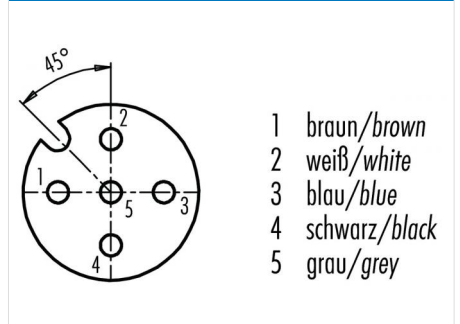 45°
2
1
5
3
4
1 braun/brown
2 weiß/white
3 blau/blue
4 schwarz/black
5 grau/grey